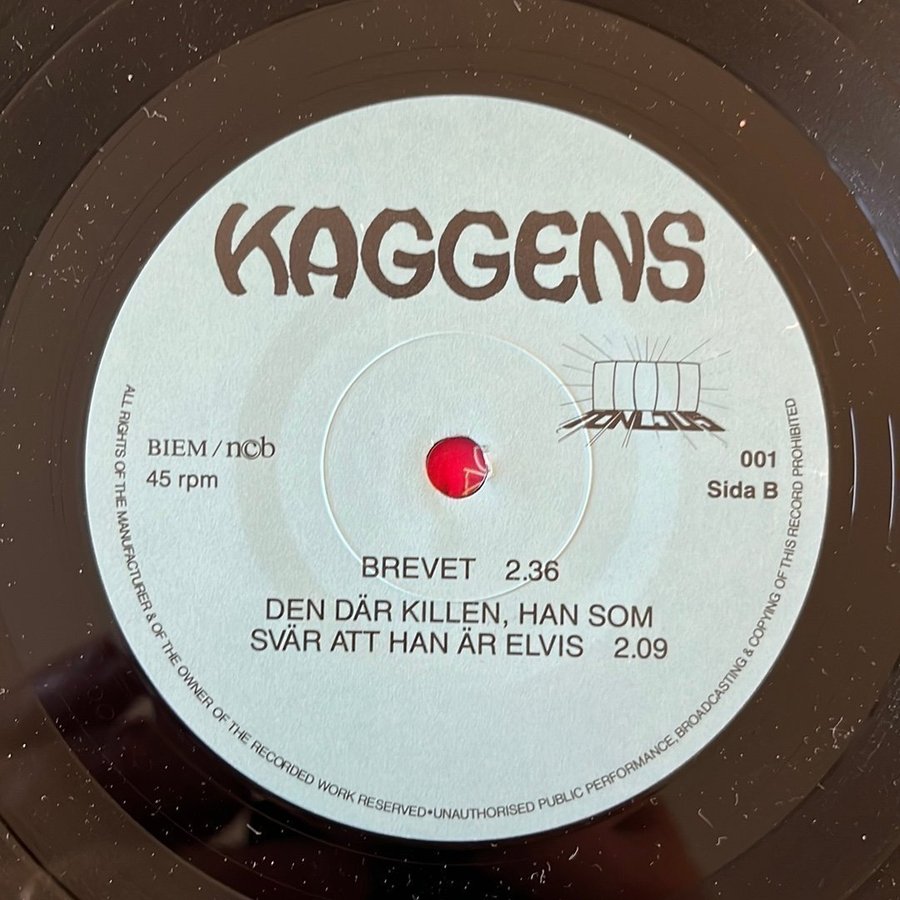 KAGGENS
TONLJUS
BIEM/ncb
45 rpm
001
Sida B
BREVET 2.36
DEN DÄR KILLEN, HAN SOM
SVÄR ATT HAN ÄR ELVIS 2.09
ALL RIGHTS OF THE MANUFACTURER & OF THE OWNER OF THE RECORDED WORK RESERVED•UNAUTHORISED PUBLIC PERFORMANCE, BROADCASTING & COPYING OF THIS RECORD PROHIBITED